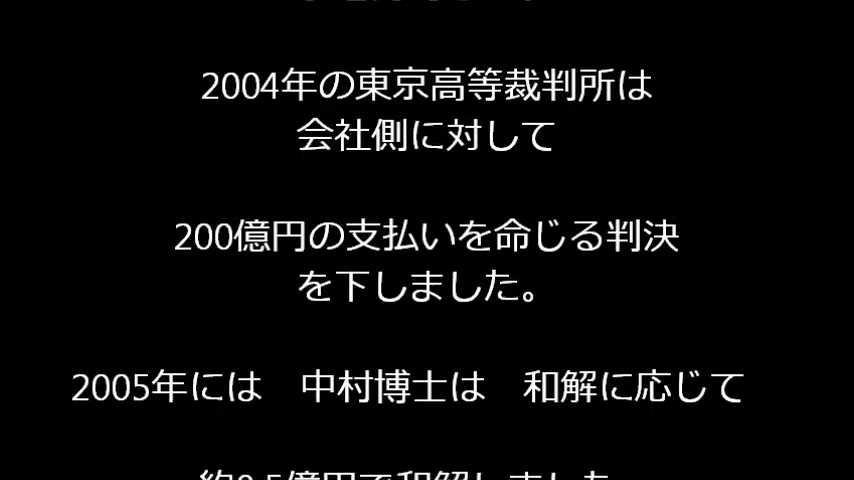 2004年の東京高等裁判所は
会社側に対して
200億円の支払いを命じる判決
を下しました。
2005年には　中村博士は　和解に応じて